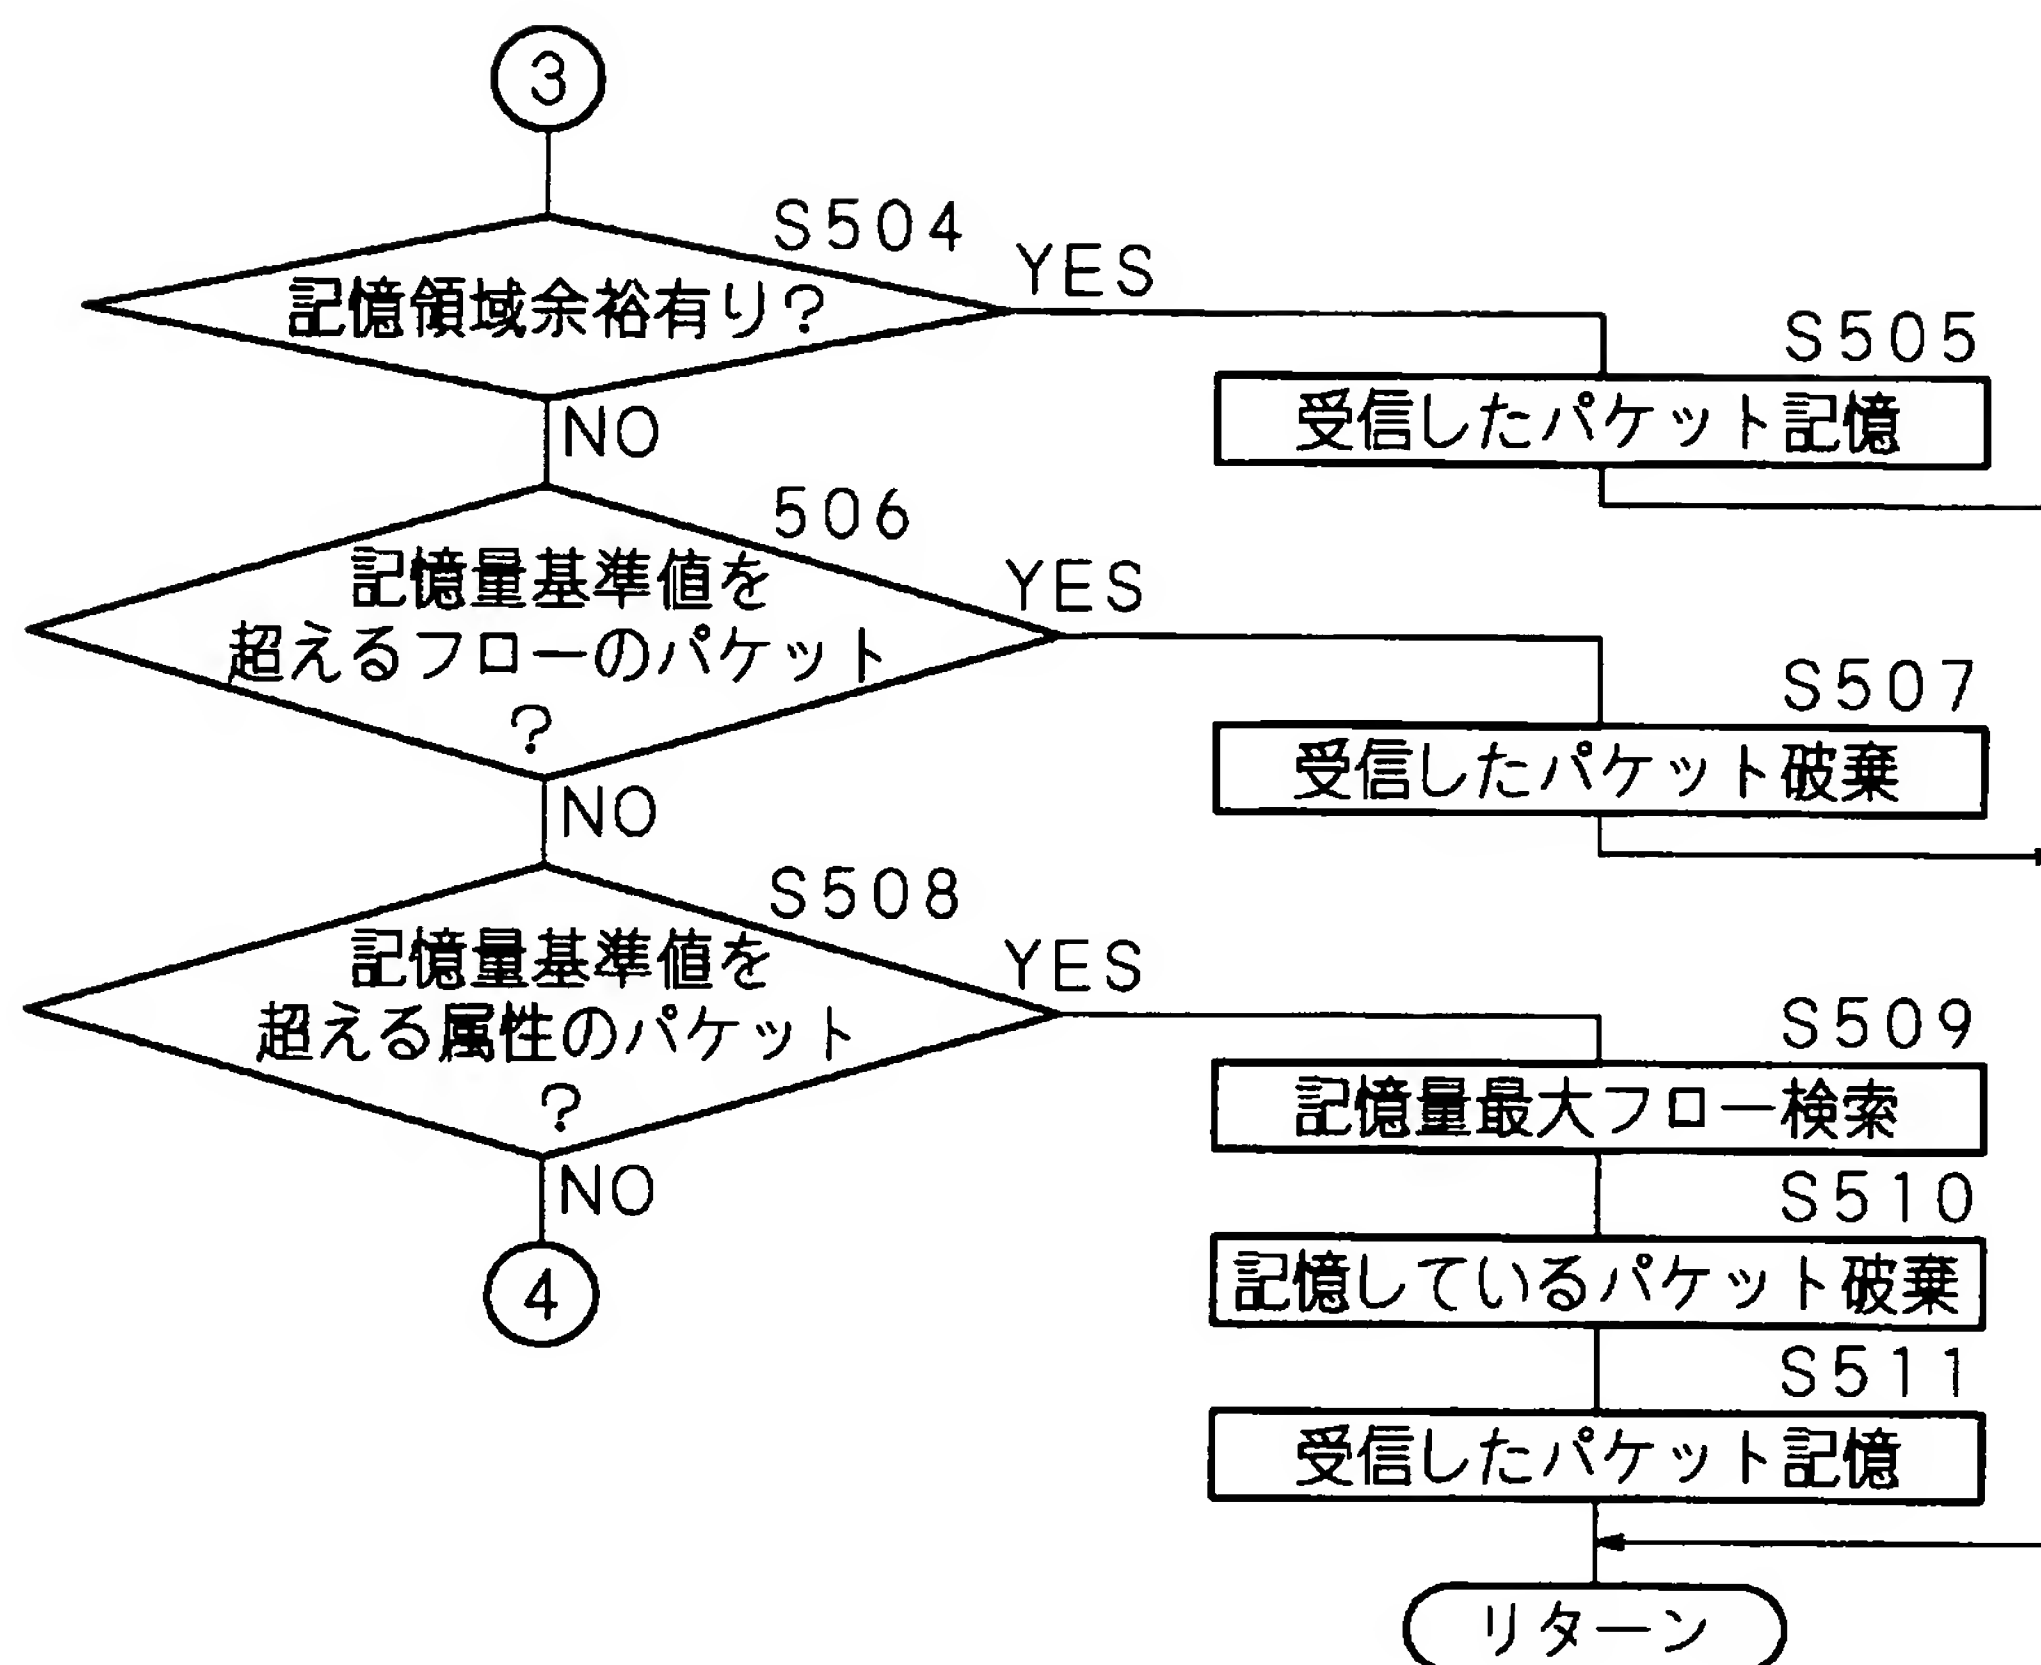 3
S504
記憶領域余裕有り?
YES
NO
S505
受信したパケット記憶
506
記憶量基準値を
超えるフローのパケット
?
YES
NO
S507
受信したパケット破棄
S508
記憶量基準値を
超える属性のパケット
?
YES
NO
4
S509
記憶量最大フロー検索
S510
記憶しているパケット破棄
S511
受信したパケット記憶
リターン